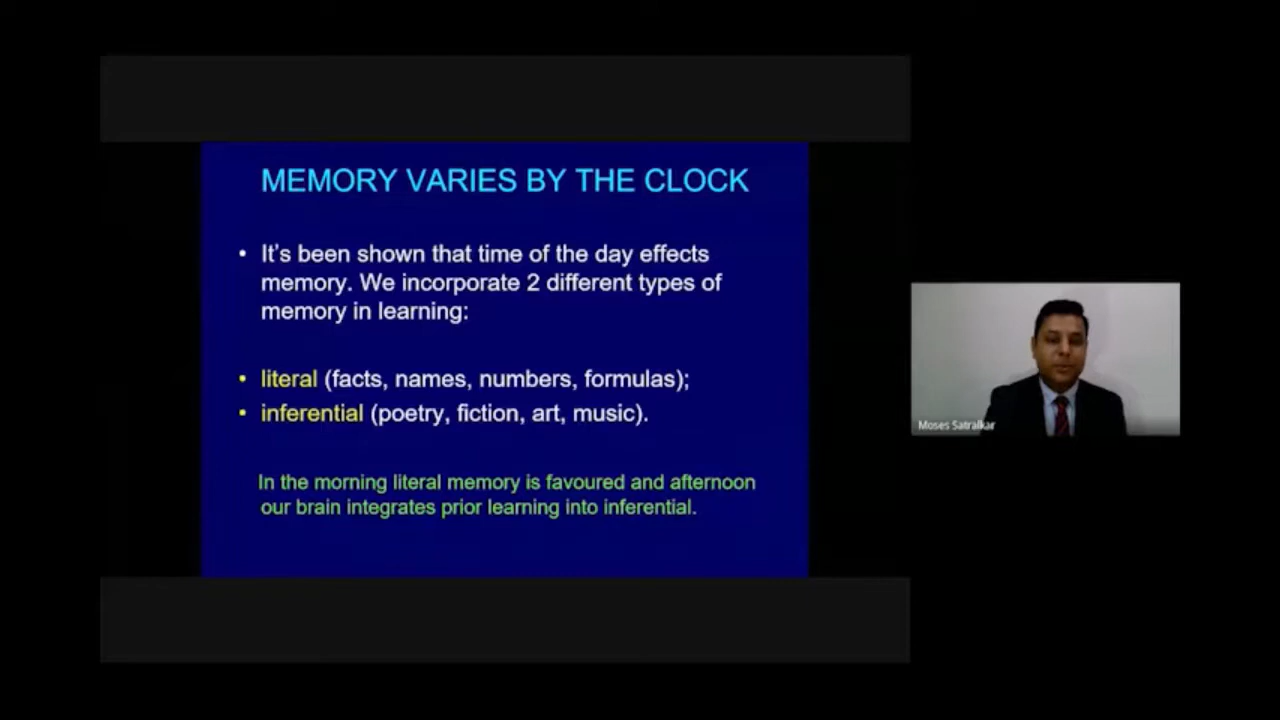 MEMORY VARIES BY THE CLOCK
• It's been shown that time of the day effects
memory. We incorporate 2 different types of
memory in learning:
• literal (facts, names, numbers, formulas);
• inferential (poetry, fiction, art, music).
In the morning literal memory is favoured and afternoon
our brain integrates prior learning into inferential.
Moses Satralkar